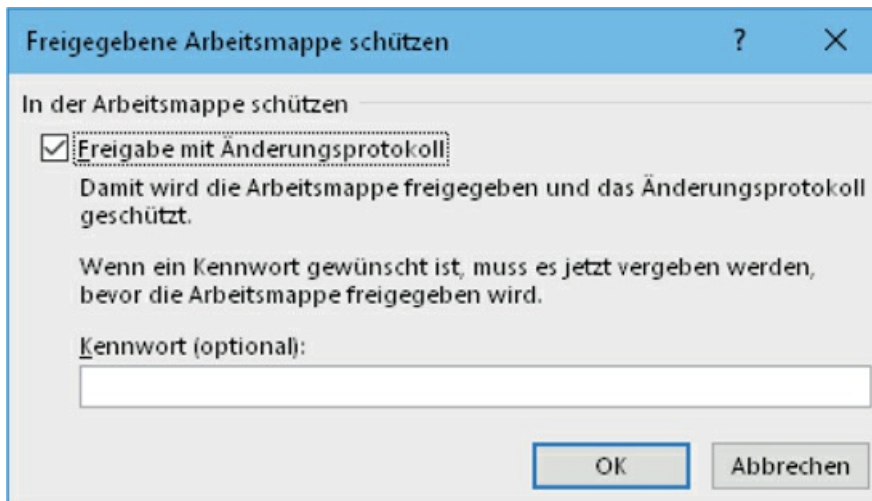 Freigegebene Arbeitsmappe schützen ?
In der Arbeitsmappe schützen
Freigabe mit Änderungsprotokoll
Damit wird die Arbeitsmappe freigegeben und das Änderungsprotokoll
geschützt.
Wenn ein Kennwort gewünscht ist, muss es jetzt vergeben werden,
bevor die Arbeitsmappe freigegeben wird.
Kennwort (optional):
OK Abbrechen